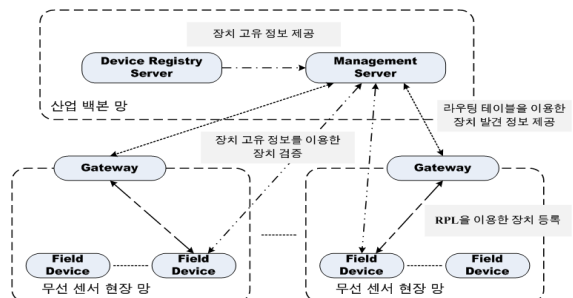 장치 고유 정보 제공
Device Registry
Server
Management
Server
산업 백본 망
라우팅 테이블을 이용한
장치 발견 정보 제공
장치 고유 정보를 이용한
장치 검증
Gateway
Gateway
RPL을 이용한 장치 등록
Field
Device
Field
Device
무선 센서 현장 망
Field
Device
Field
Device
무선 센서 현장 망